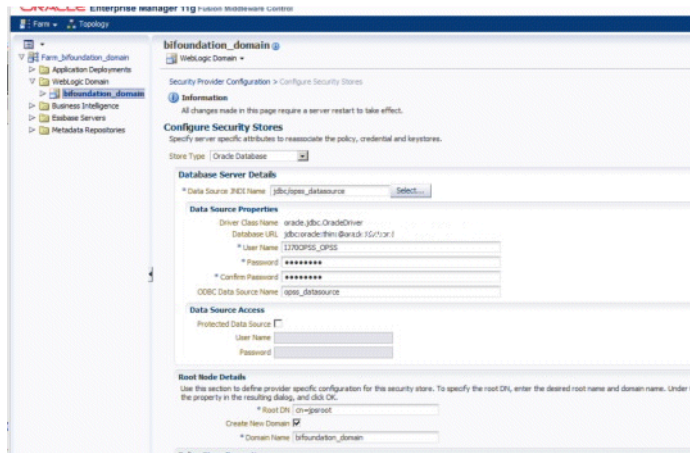 ORACLE Enterprise Manager 11g Fusion Middleware Control
Farm Topology
Farm_bifoundation_domain
Application Deployments
WebLogic Domain
bifoundation_domain
Business Intelligence
Essbase Servers
Metadata Repositories
bifoundation_domain
WebLogic Domain
Security Provider Configuration > Configure Security Stores
Information
All changes made in this page require a server restart to take effect.
Configure Security Stores
Specify server specific attributes to reassociate the policy, credential and keystores.
Store Type Oracle Database
Database Server Details
* Data Source JNDI Name jdbc/opss_datasource Select...
Data Source Properties
Driver Class Name oracle.jdbc.OracleDriver
Database URL jdbc:oracle:thin:
* User Name
* Password ••••••••
* Confirm Password ••••••••
ODBC Data Source Name opss_datasource
Data Source Access
Protected Data Source
User Name
Password
Root Node Details
Use this section to define provider specific configuration for this security store. To specify the root DN, enter the desired root name and domain name. Under
the property in the resulting dialog, and click OK.
* Root DN cn=jpsroot
Create New Domain
* Domain Name bifoundation_domain